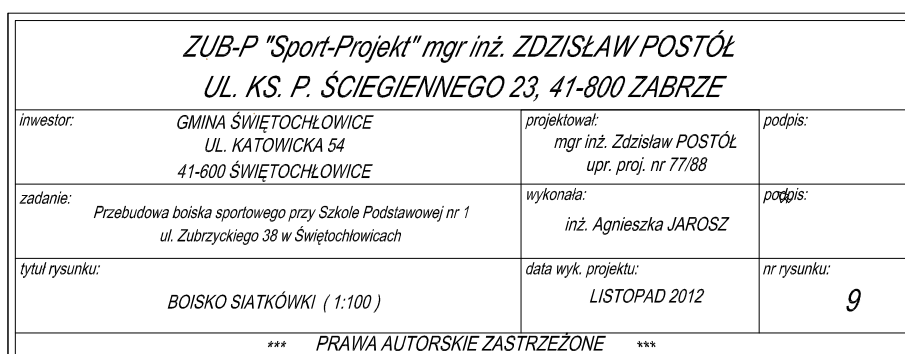 ZUB-P "Sport-Projekt" mgr inż. ZDZISŁAW POSTÓŁ
UL. KS. P. ŚCIEGIENNEGO 23, 41-800 ZABRZE
inwestor:
GMINA ŚWIĘTOCHŁOWICE
UL. KATOWICKA 54
41-600 ŚWIĘTOCHŁOWICE
projektował:
mgr inż. Zdzisław POSTÓŁ
upr. proj. nr 77/88
podpis:
zadanie:
Przebudowa boiska sportowego przy Szkole Podstawowej nr 1
ul. Zubrzyckiego 38 w Świętochłowicach
wykonała:
inż. Agnieszka JAROSZ
podpis:
tytuł rysunku:
BOISKO SIATKÓWKI ( 1:100 )
data wyk. projektu:
LISTOPAD 2012
nr rysunku:
9
*** PRAWA AUTORSKIE ZASTRZEŻONE ***